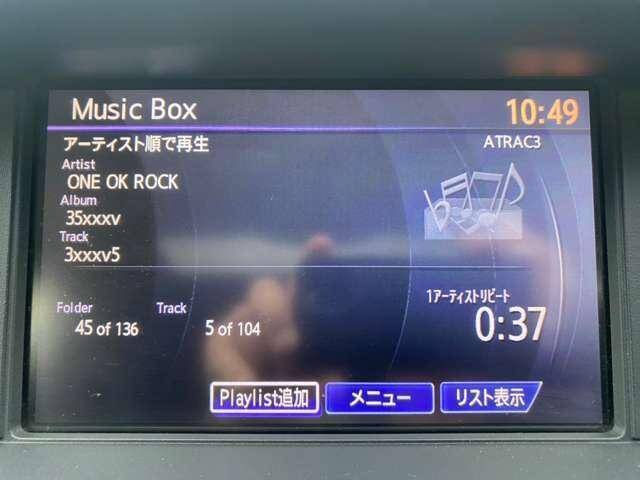 Music Box
10:49
アーティスト順で再生
ATRAC3
Artist
ONE OK ROCK
Album
35xxxv
Track
3xxxv5
Folder
Track
1アーティストリピート
45 of 136
5 of 104
0:37
Playlist追加
メニュー
リスト表示